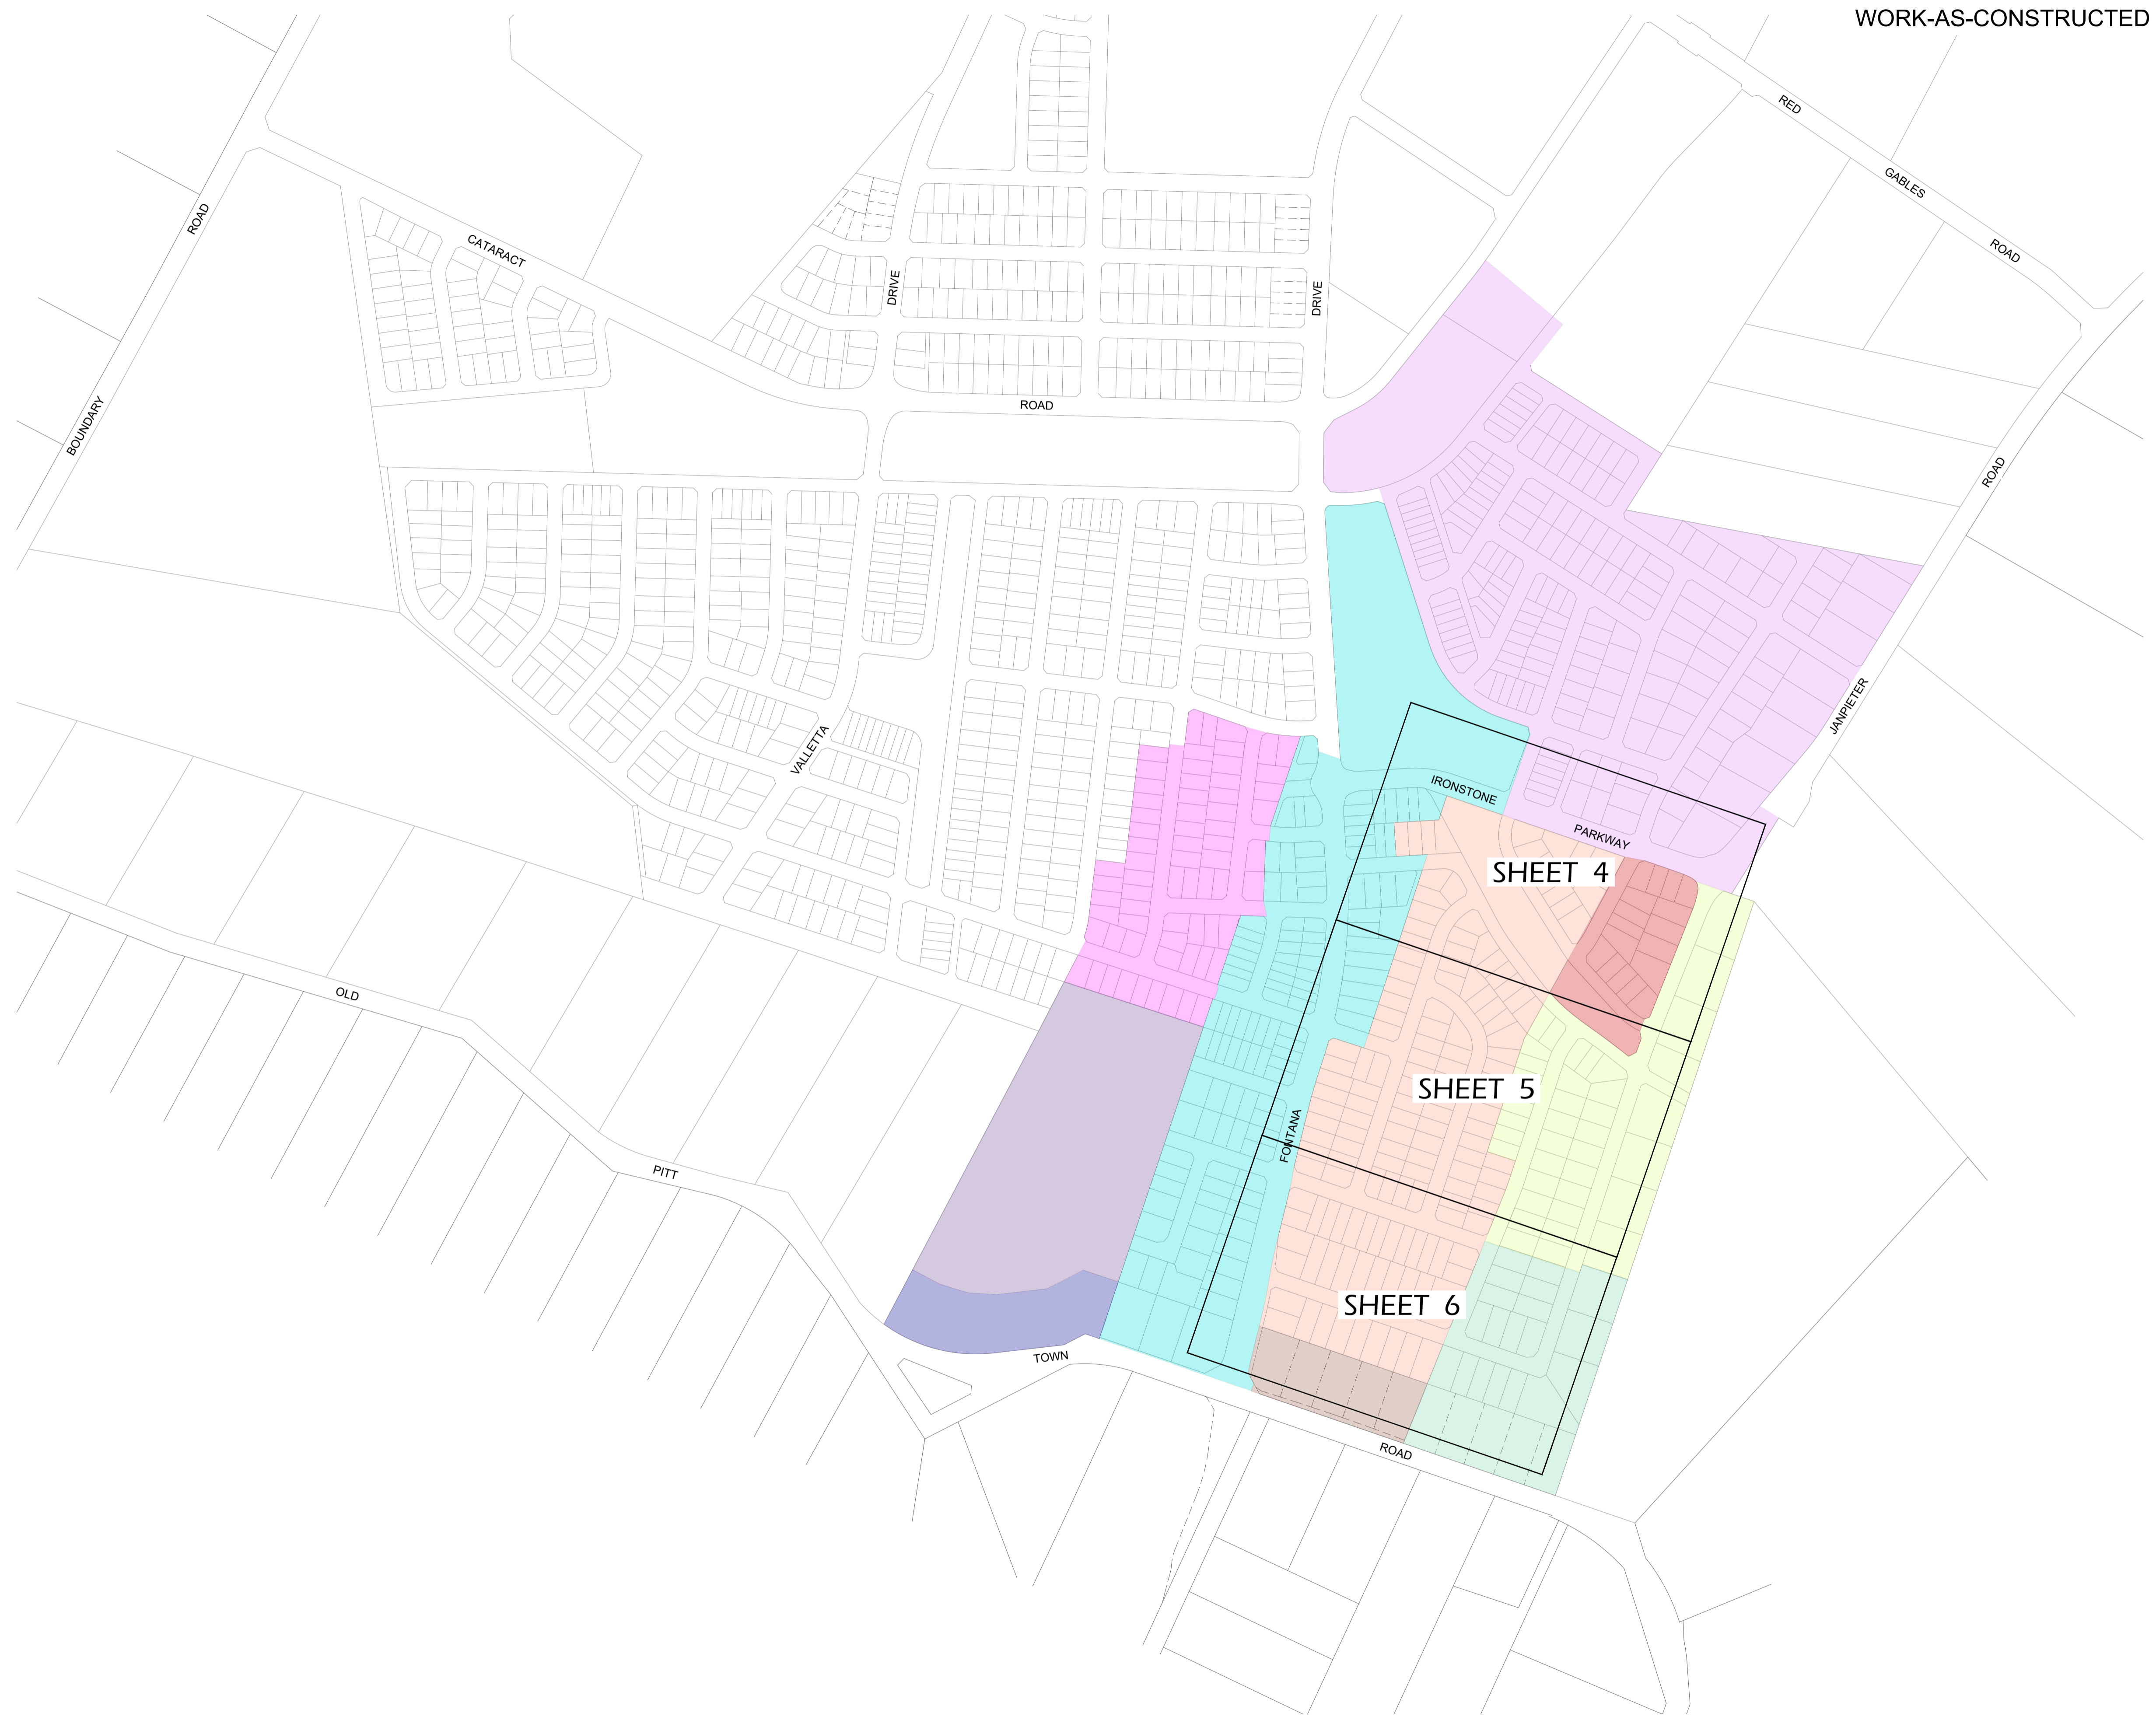 WORK-AS-CONSTRUCTED
RED
GABLES
ROAD
ROAD
CATARACT
DRIVE
DRIVE
ROAD
BOUNDARY
ROAD
JANPIETER
VALLETTA
IRONSTONE
PARKWAY
SHEET 4
OLD
SHEET 5
FONTANA
PITT
SHEET 6
TOWN
ROAD